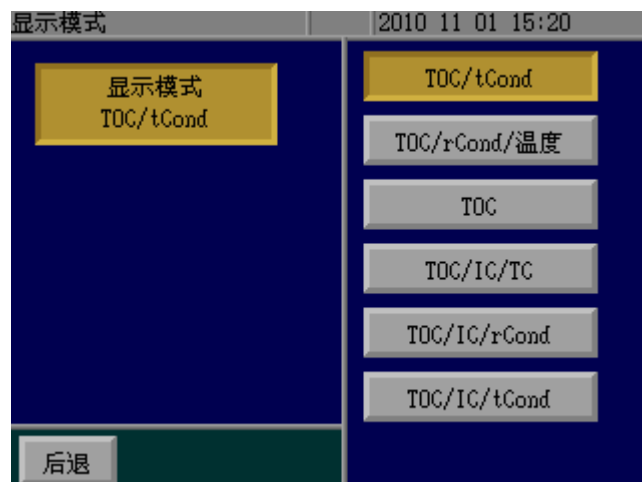 显示模式
2010 11 01 15:20
显示模式
TOC/tCond
TOC/tCond
TOC/rCond/温度
TOC
TOC/IC/TC
TOC/IC/rCond
TOC/IC/tCond
后退